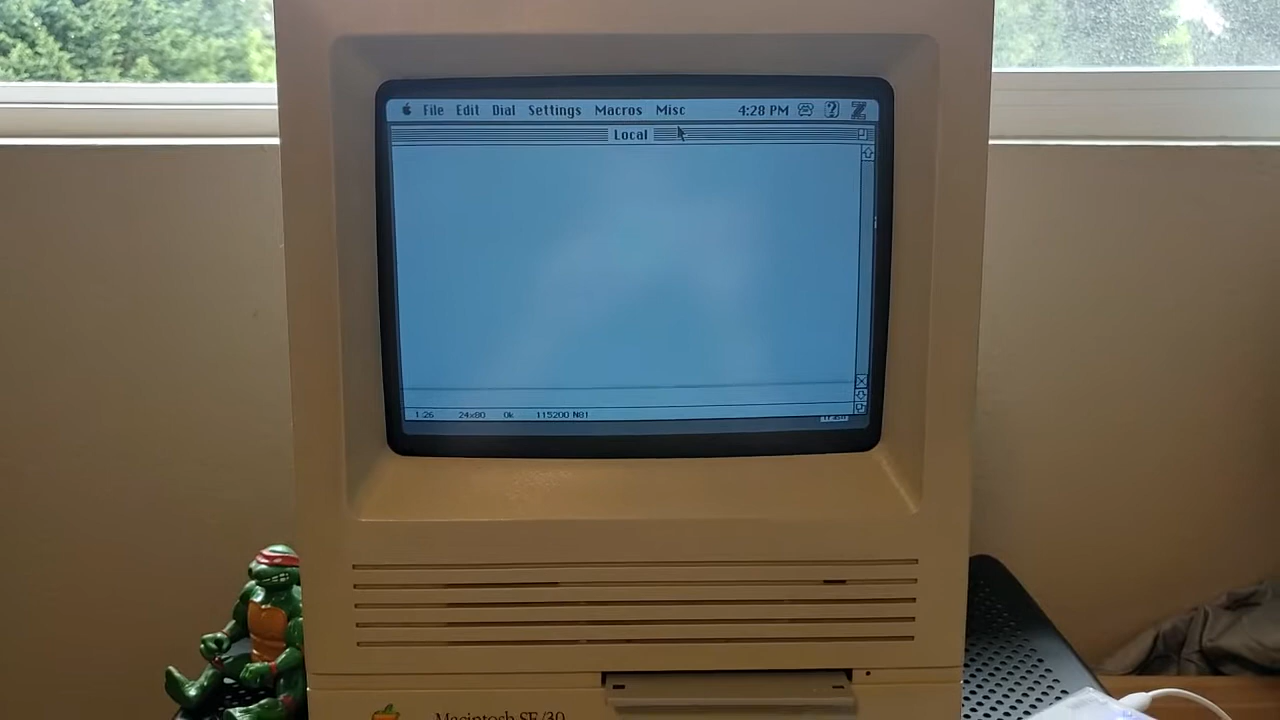 File Edit Dial Settings Macros Misc 4:28 PM
Local
1:26 24x80 0k 115200 N81
Macintosh SE/30